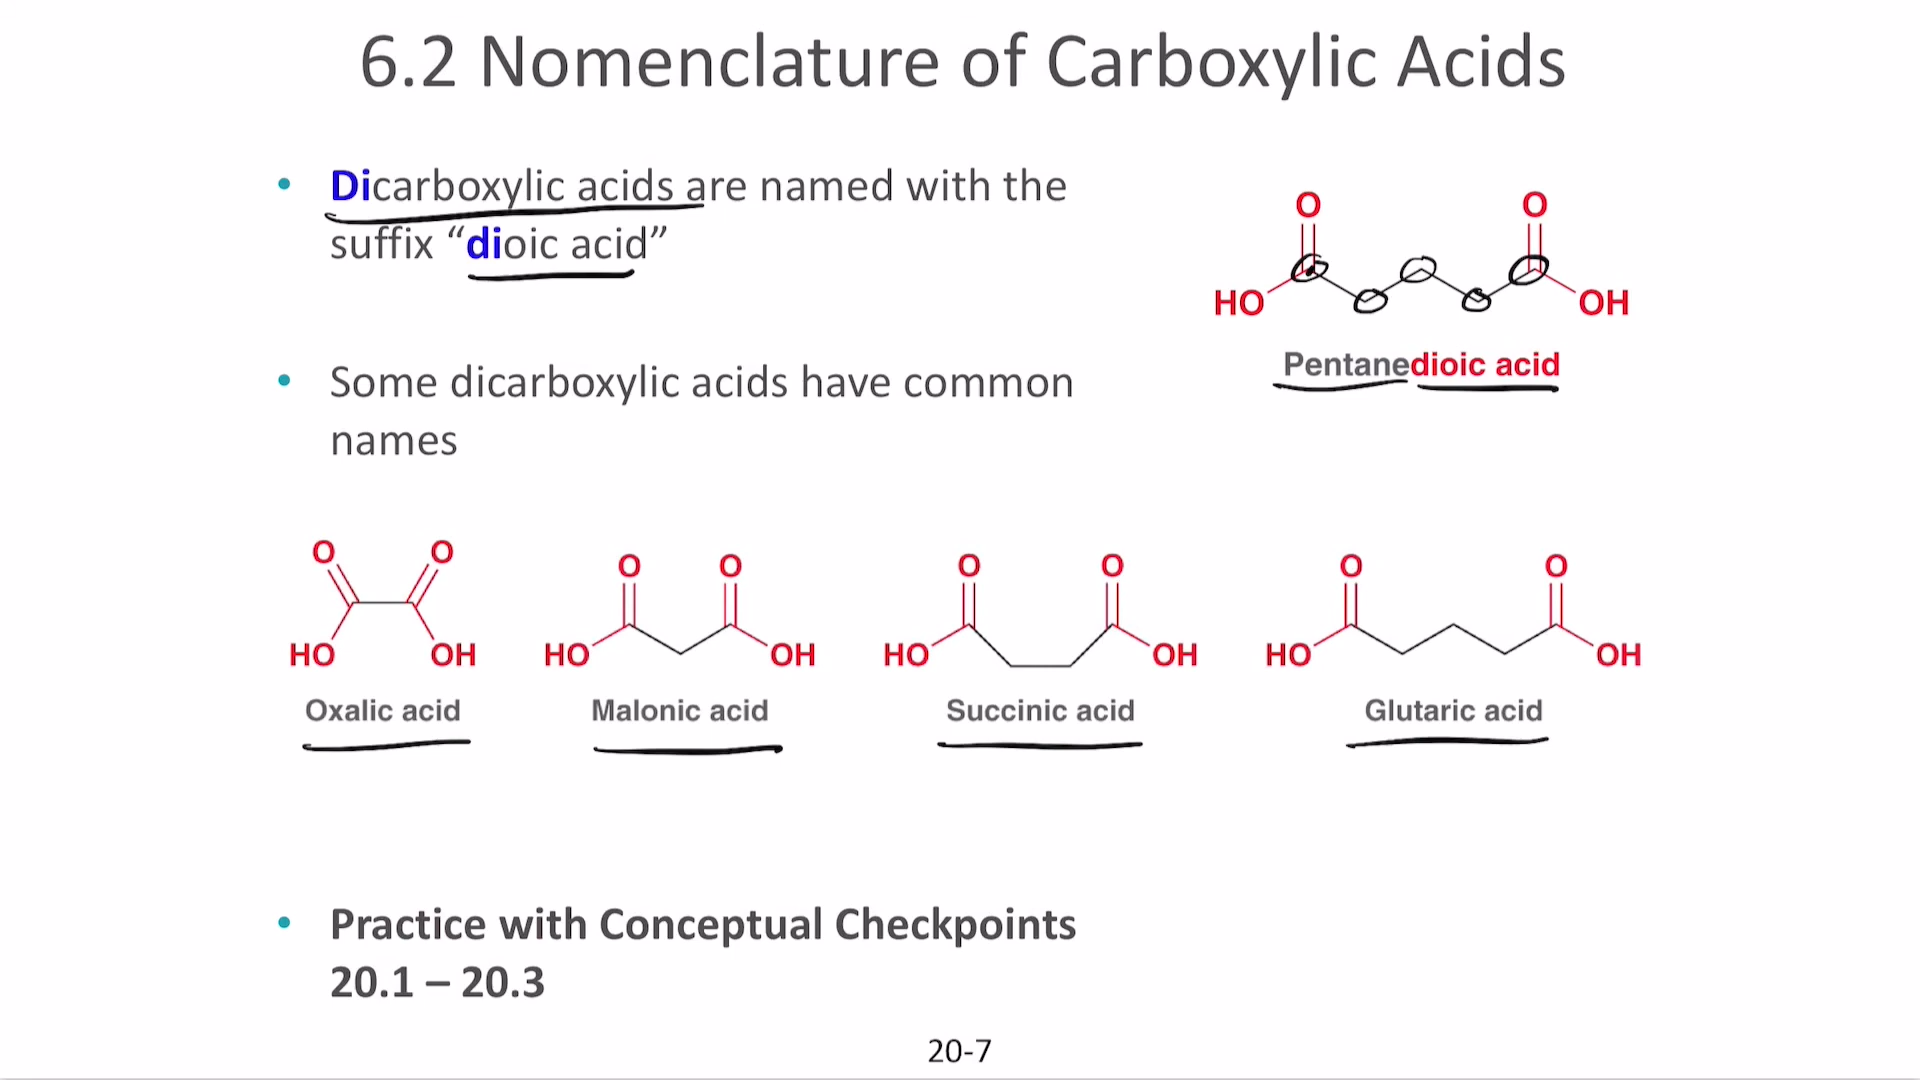 6.2 Nomenclature of Carboxylic Acids
• Dicarboxylic acids are named with the
suffix “dioic acid”
O O
HO OH
Pentanedioic acid
• Some dicarboxylic acids have common
names
O O O O O O O O
HO OH HO OH HO OH HO OH
Oxalic acid Malonic acid Succinic acid Glutaric acid
• Practice with Conceptual Checkpoints
20.1 – 20.3
20-7